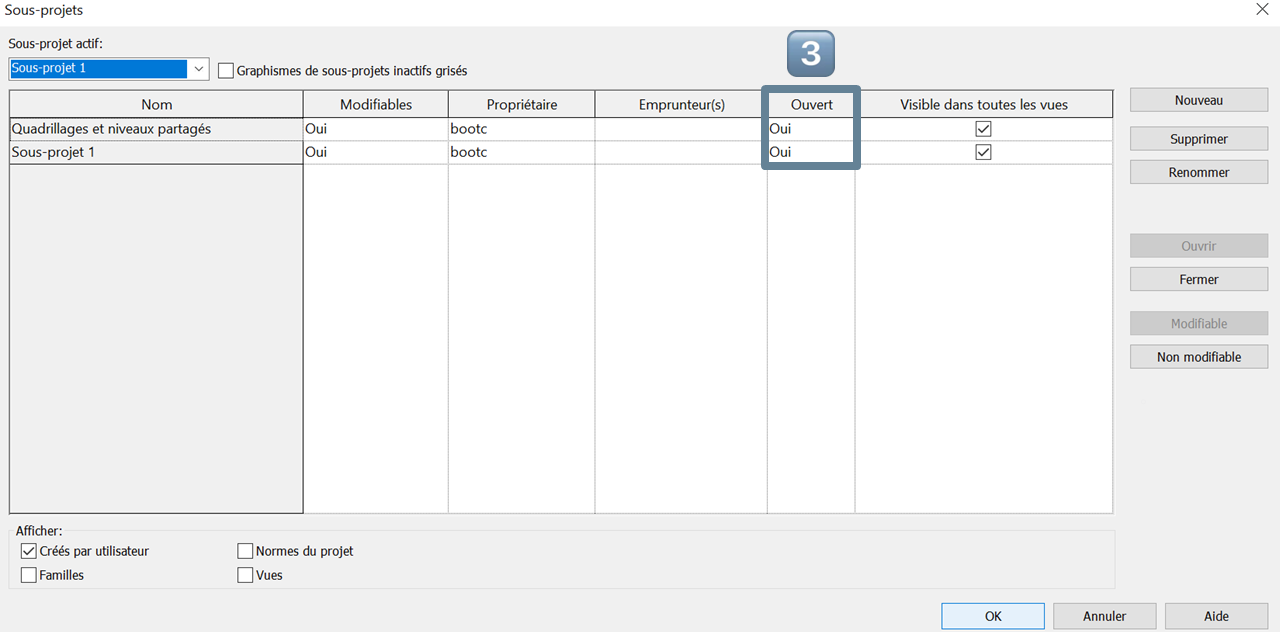 Sous-projets
Sous-projet actif:
Sous-projet 1
Graphismes de sous-projets inactifs grisés
3
Nom Modifiables Propriétaire Emprunteur(s) Ouvert Visible dans toutes les vues
Quadrillages et niveaux partagés Oui bootc Oui
Sous-projet 1 Oui bootc Oui
Nouveau
Supprimer
Renommer
Ouvrir
Fermer
Modifiable
Non modifiable
Afficher:
Créés par utilisateur Normes du projet
Familles Vues
OK Annuler Aide